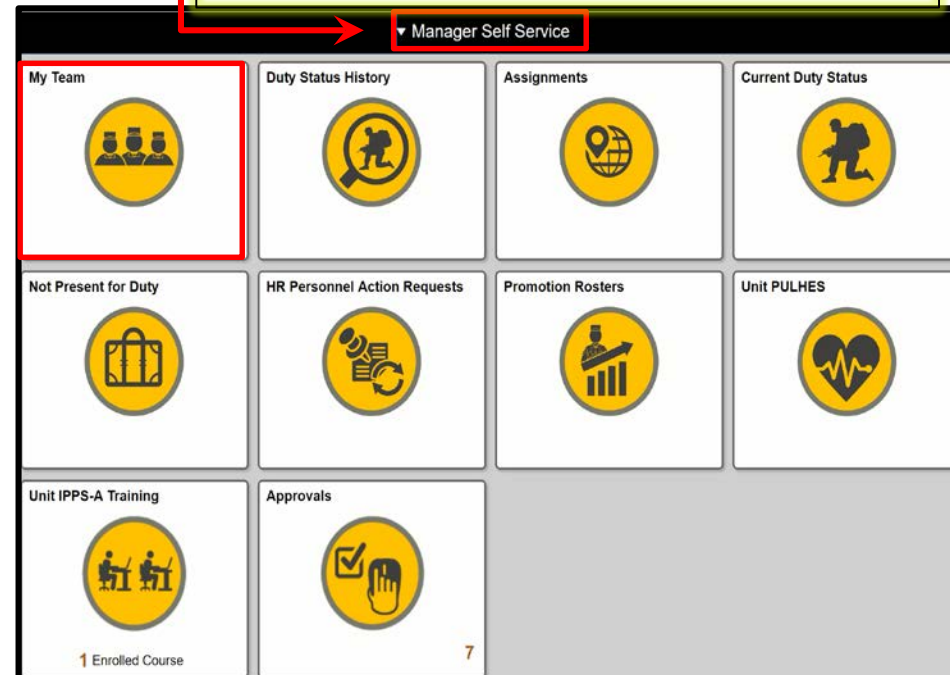 ▾ Manager Self Service
My Team
Duty Status History
Assignments
Current Duty Status
Not Present for Duty
HR Personnel Action Requests
Promotion Rosters
Unit PULHES
Unit IPPS-A Training
Approvals
1 Enrolled Course
7